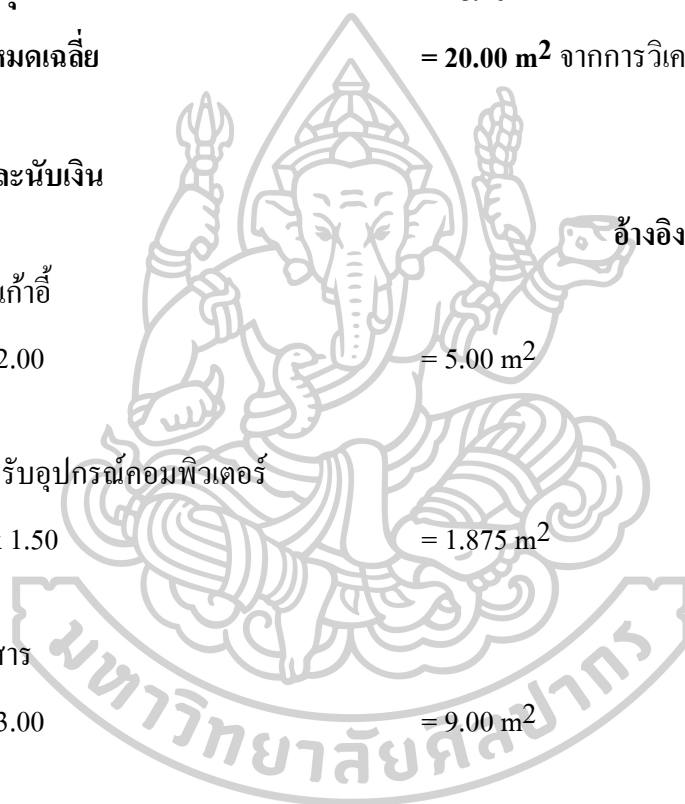 หมดเฉลี่ย = 20.00 m² จากการวิเค
ละนับเงิน
อ้างอิง
เก้าอี้
2.00 = 5.00 m²
รับอุปกรณ์คอมพิวเตอร์
1.50 = 1.875 m²
สาร
3.00 = 9.00 m²
มหาวิทยาลัยศิลปากร